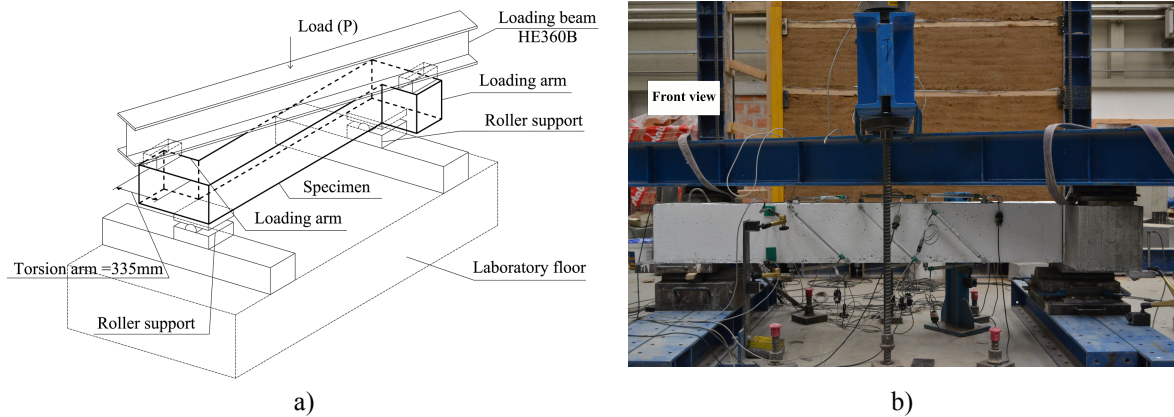 Load (P)
Loading beam
HE360B
Loading arm
Roller support
Specimen
Loading arm
Torsion arm =335mm
Laboratory floor
Roller support
a)
Front view
b)